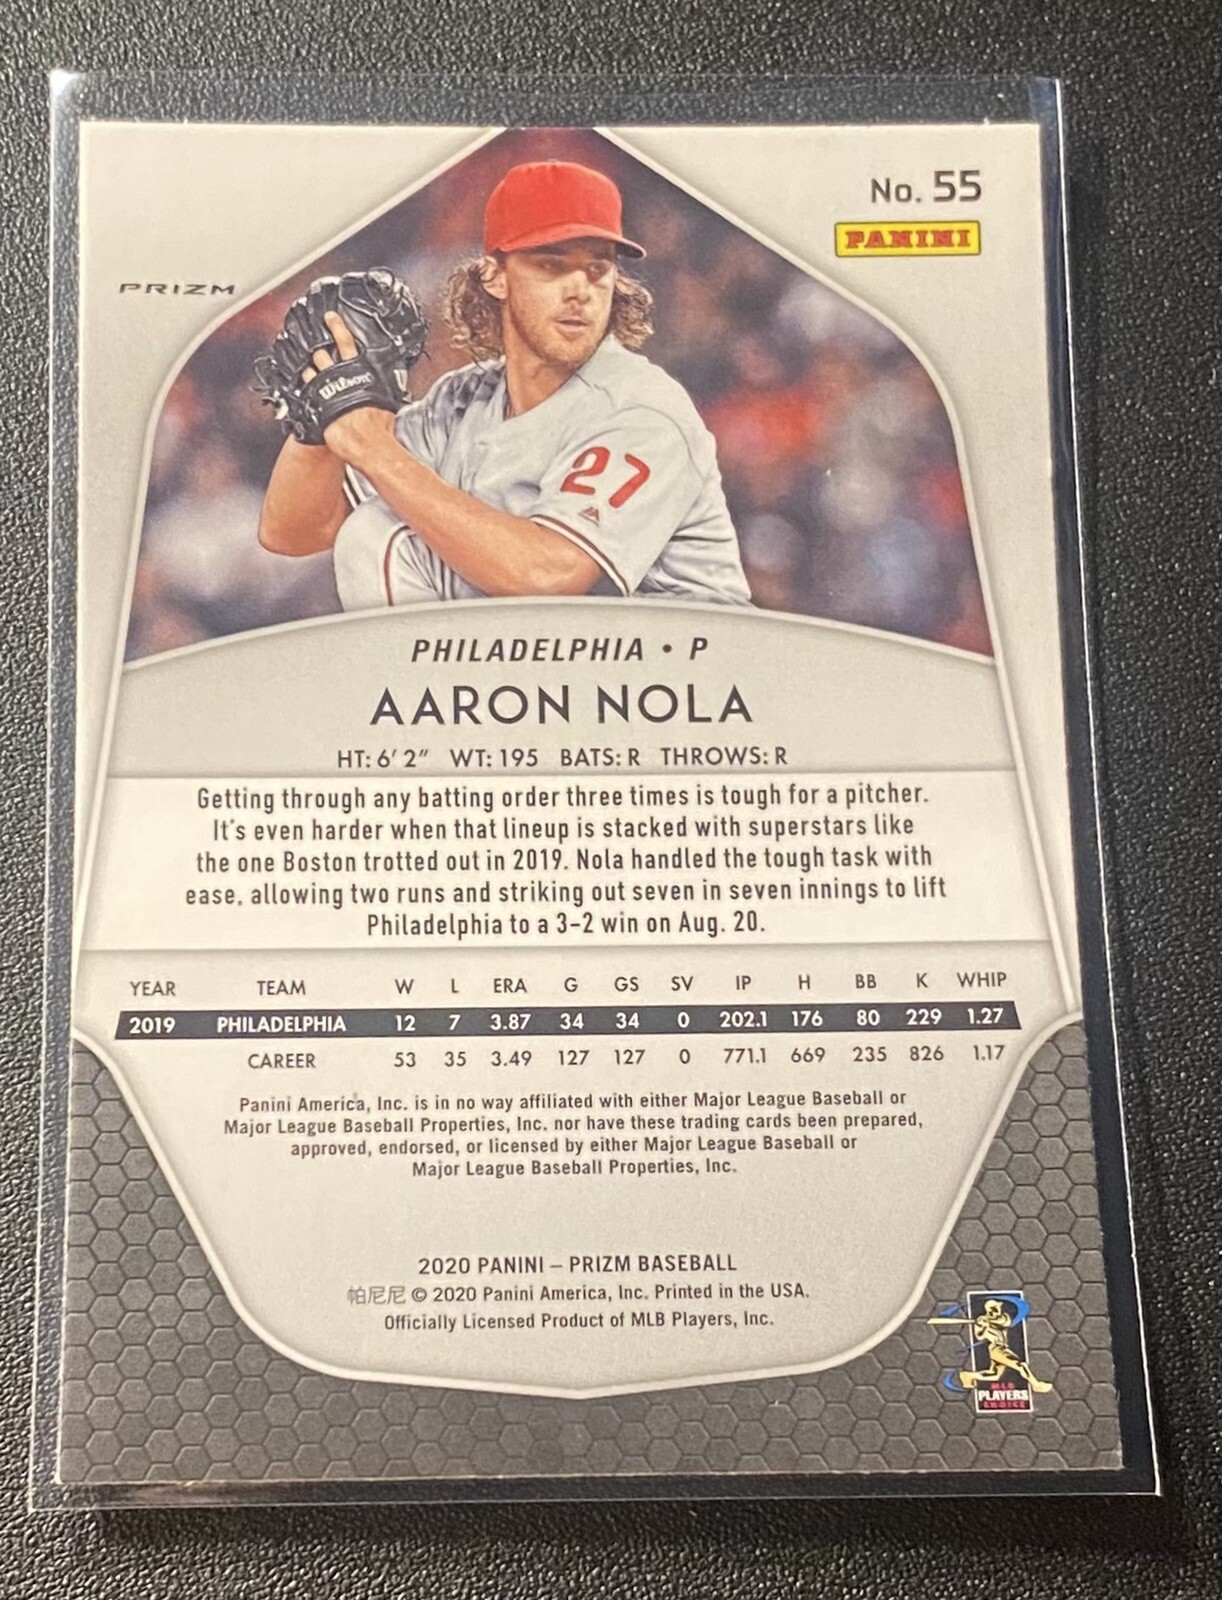 No. 55
PANINI
PRIZM
Wilson
27
PHILADELPHIA • P
AARON NOLA
HT: 6' 2" WT: 195 BATS: R THROWS: R
Getting through any batting order three times is tough for a pitcher.
It's even harder when that lineup is stacked with superstars like
the one Boston trotted out in 2019. Nola handled the tough task with
ease, allowing two runs and striking out seven in seven innings to lift
Philadelphia to a 3-2 win on Aug. 20.
YEAR TEAM W L ERA G GS SV IP H BB K WHIP
2019 PHILADELPHIA 12 7 3.87 34 34 0 202.1 176 80 229 1.27
CAREER 53 35 3.49 127 127 0 771.1 669 235 826 1.17
Panini America, Inc. is in no way affiliated with either Major League Baseball or
Major League Baseball Properties, Inc. nor have these trading cards been prepared,
approved, endorsed, or licensed by either Major League Baseball or
Major League Baseball Properties, Inc.
2020 PANINI – PRIZM BASEBALL
帕尼尼 © 2020 Panini America, Inc. Printed in the USA.
Officially Licensed Product of MLB Players, Inc.
MLB
PLAYERS
CHOICE